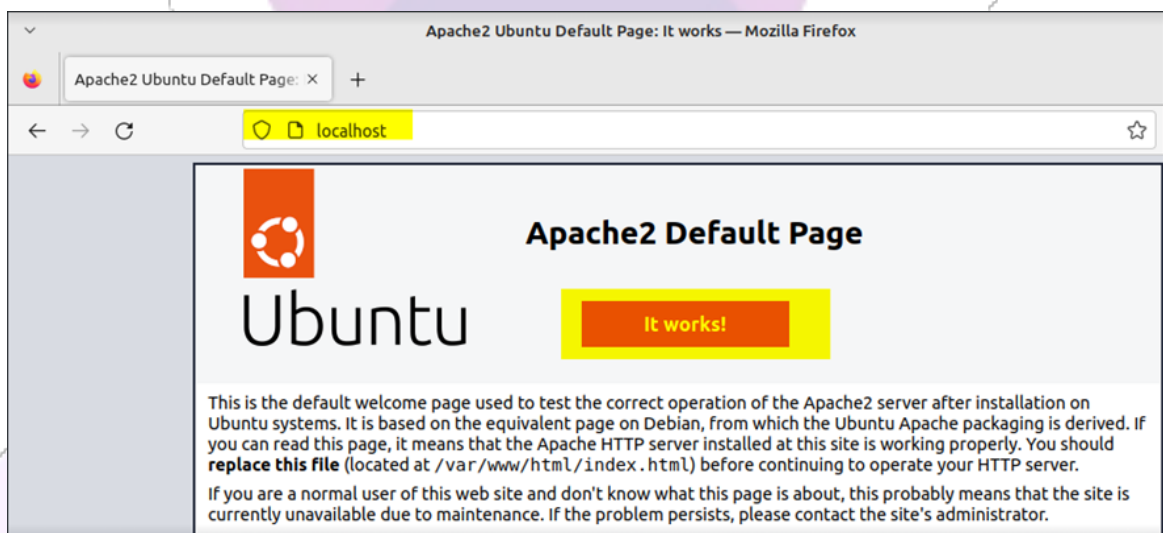 Apache2 Ubuntu Default Page: It works — Mozilla Firefox
Apache2 Ubuntu Default Page:
localhost
Apache2 Default Page
Ubuntu
It works!
This is the default welcome page used to test the correct operation of the Apache2 server after installation on
Ubuntu systems. It is based on the equivalent page on Debian, from which the Ubuntu Apache packaging is derived. If
you can read this page, it means that the Apache HTTP server installed at this site is working properly. You should
replace this file (located at /var/www/html/index.html) before continuing to operate your HTTP server.
If you are a normal user of this web site and don't know what this page is about, this probably means that the site is
currently unavailable due to maintenance. If the problem persists, please contact the site's administrator.